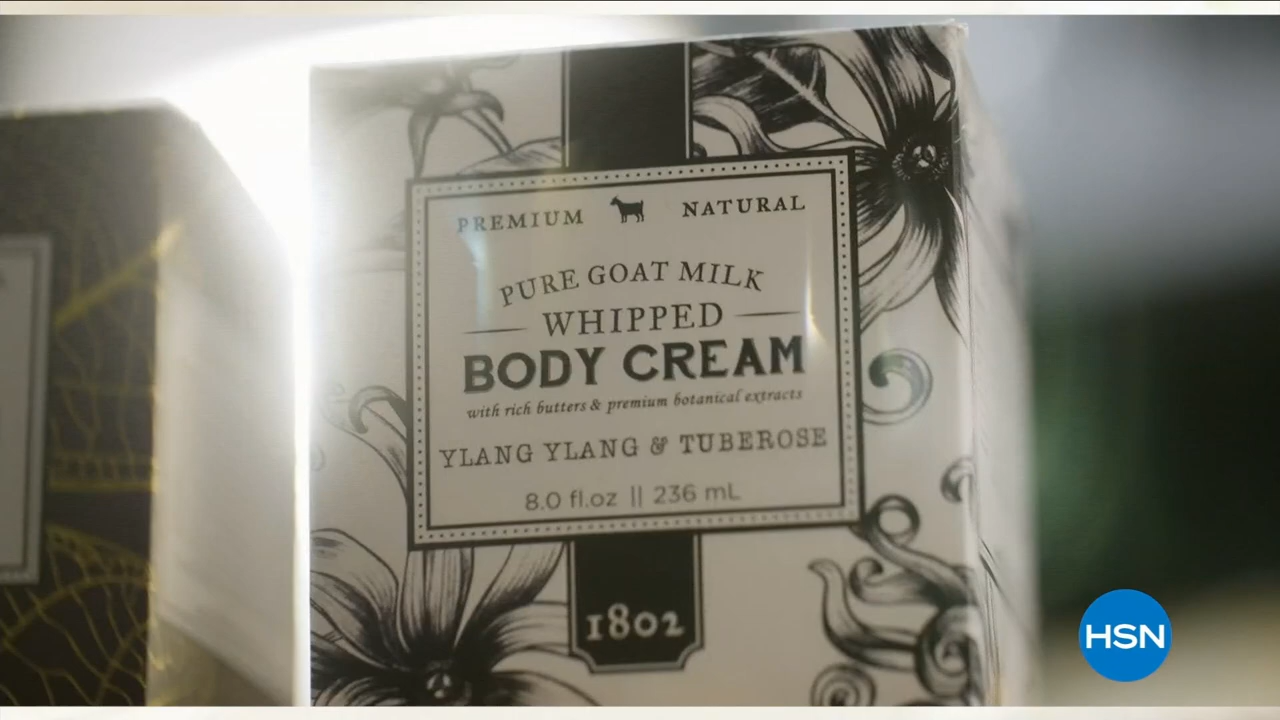 PREMIUM NATURAL
PURE GOAT MILK
WHIPPED
BODY CREAM
with rich butters & premium botanical extracts
YLANG YLANG & TUBEROSE
8.0 fl.oz || 236 mL
1802
HSN